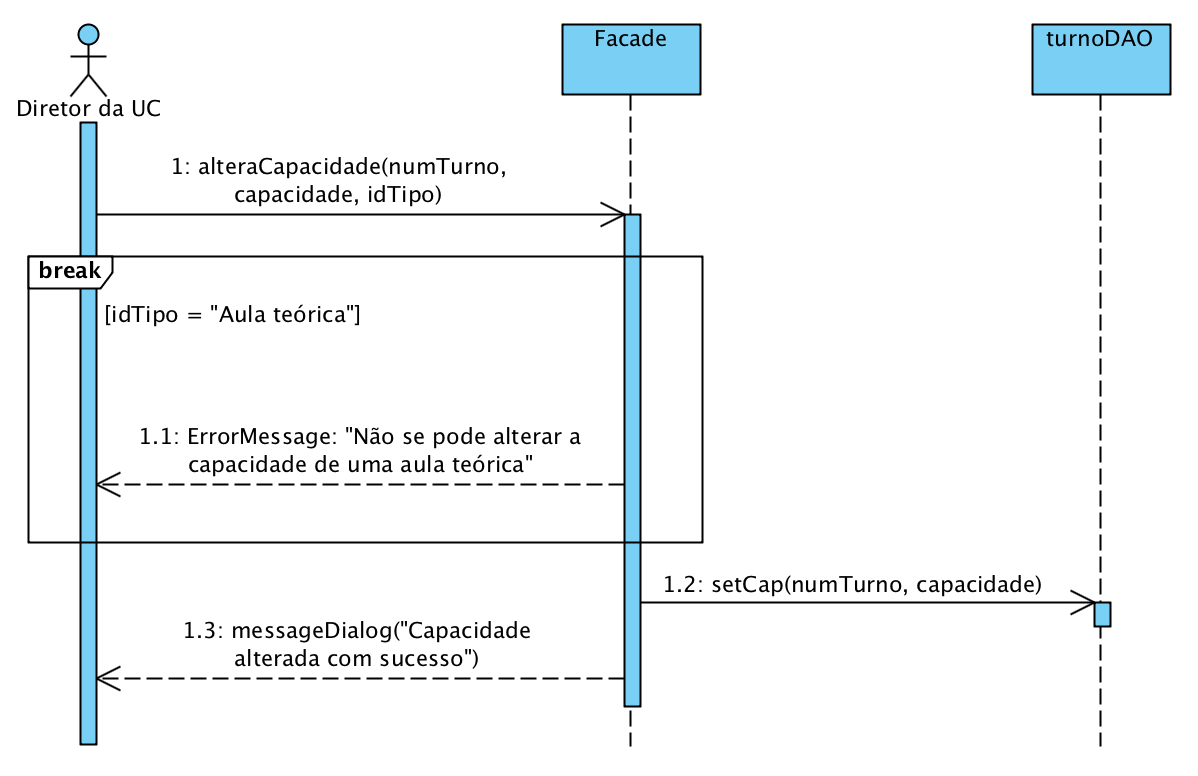 Facade
turnoDAO
Diretor da UC
1: alteraCapacidade(numTurno,
capacidade, idTipo)
break
[idTipo = "Aula teórica"]
1.1: ErrorMessage: "Não se pode alterar a
capacidade de uma aula teórica"
1.2: setCap(numTurno, capacidade)
1.3: messageDialog("Capacidade
alterada com sucesso")